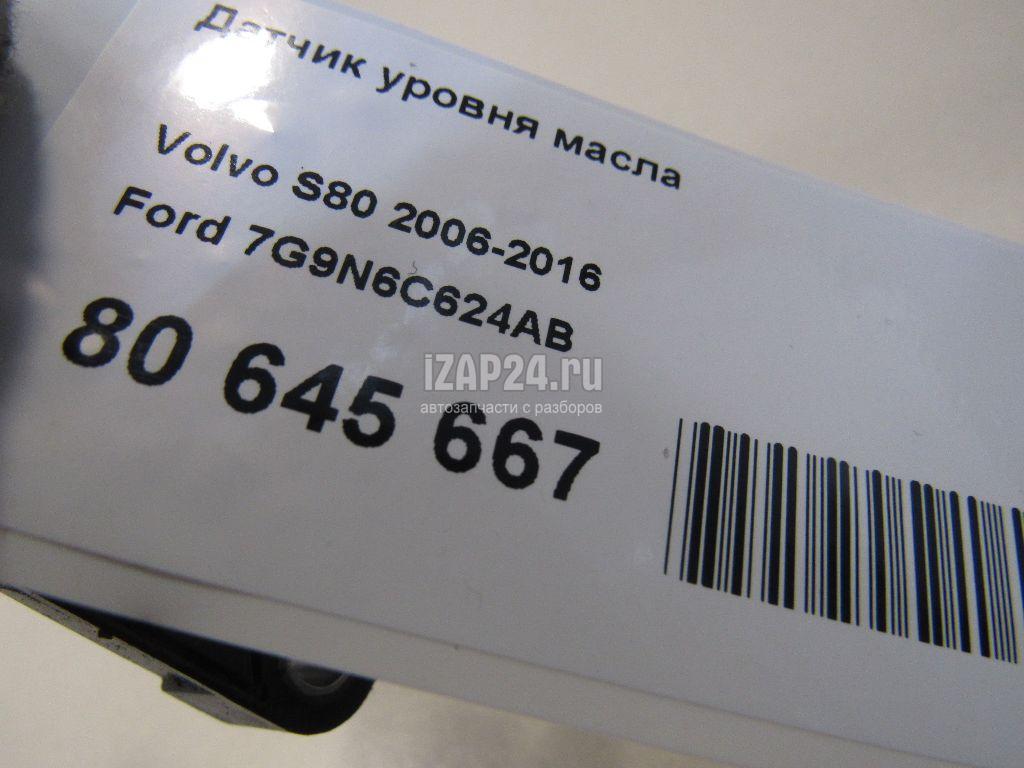 Датчик уровня масла
Volvo S80 2006-2016
Ford 7G9N6C624AB
80 645 667
iZAP24.ru
автозапчасти с разборов